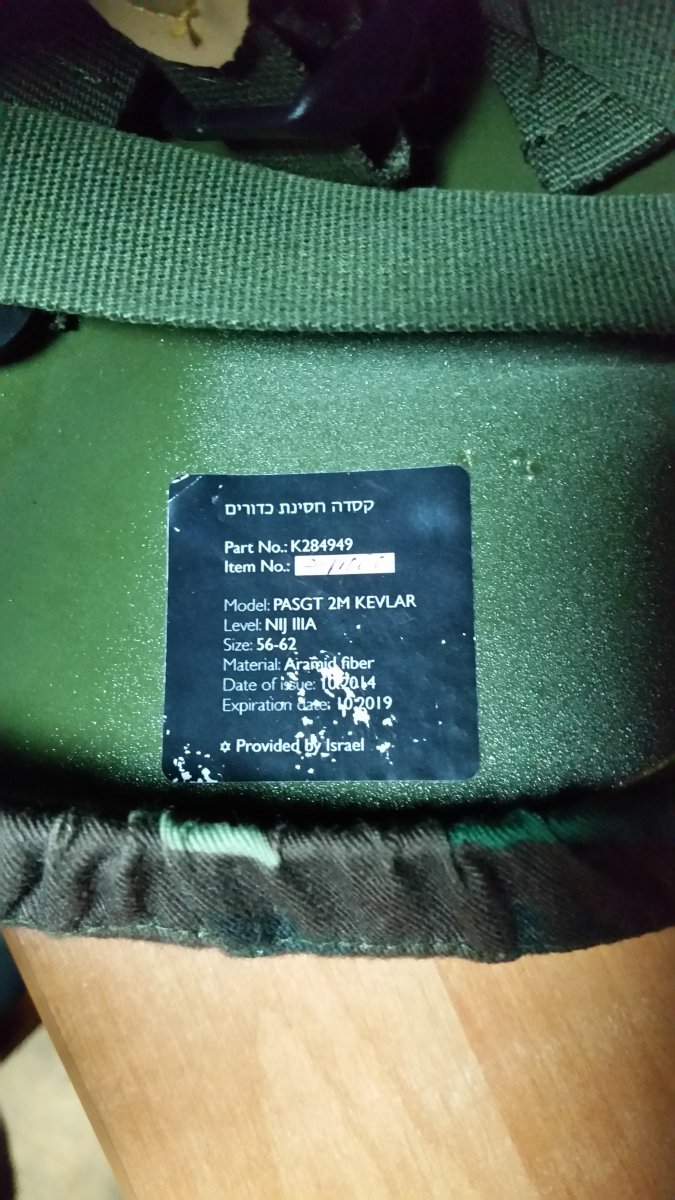 קסדה חסינת כדורים
Part No.: K284949
Item No.:
Model: PASGT 2M KEVLAR
Level: NIJ IIIA
Size: 56-62
Material: Aramid fiber
Date of issue: 10.2014
Expiration date: 10.2019
✡ Provided by Israel